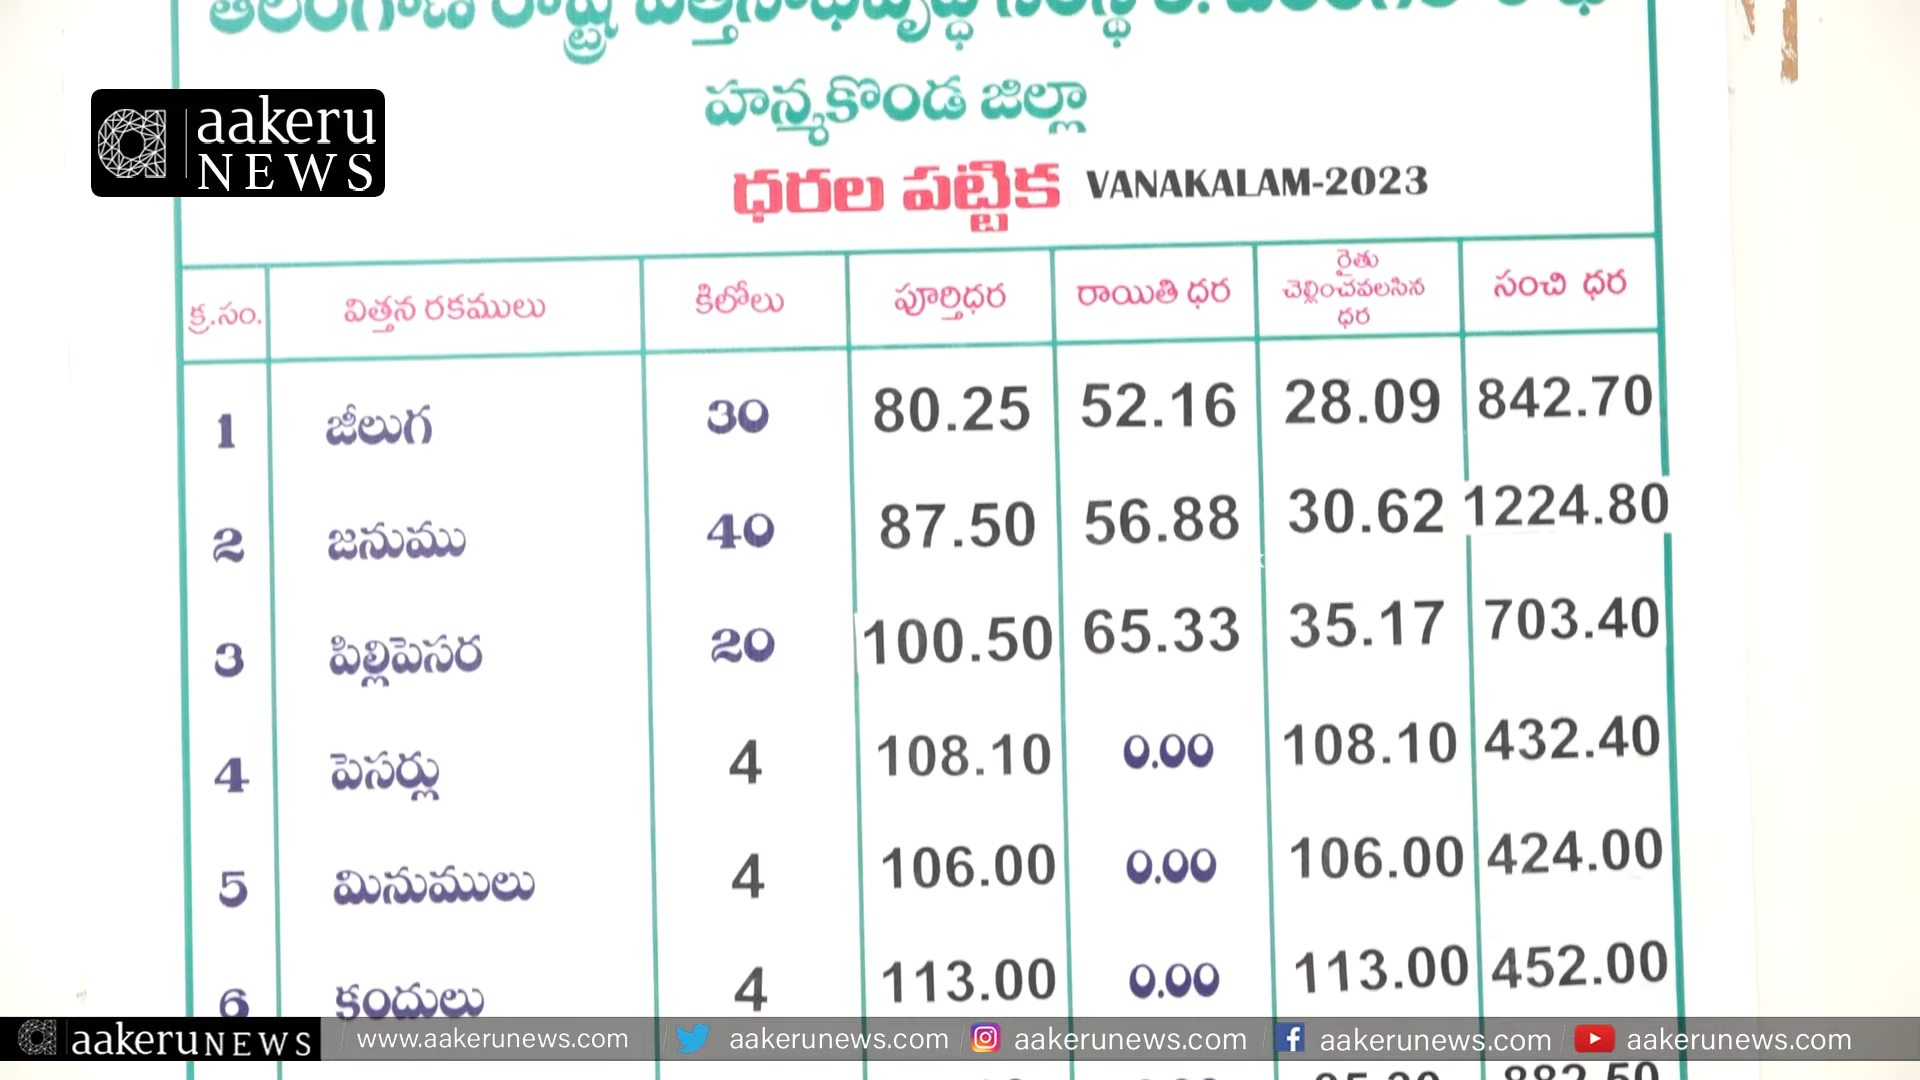 తెలంగాణ రాష్ట్ర విత్తనాభివృద్ధి సంస్థ
హన్మకొండ జిల్లా
ధరల పట్టిక VANAKALAM-2023
aakeru
NEWS
క్ర.సం. విత్తన రకములు కిలోలు పూర్తిధర రాయితి ధర రైతు చెల్లించవలసిన ధర సంచి ధర
1 జీలుగ 30 80.25 52.16 28.09 842.70
2 జనుము 40 87.50 56.88 30.62 1224.80
3 పిల్లిపెసర 20 100.50 65.33 35.17 703.40
4 పెసర్లు 4 108.10 0.00 108.10 432.40
5 మినుములు 4 106.00 0.00 106.00 424.00
6 కందులు 4 113.00 0.00 113.00 452.00
aakeru NEWS www.aakerunews.com aakerunews.com aakerunews.com aakerunews.com aakerunews.com